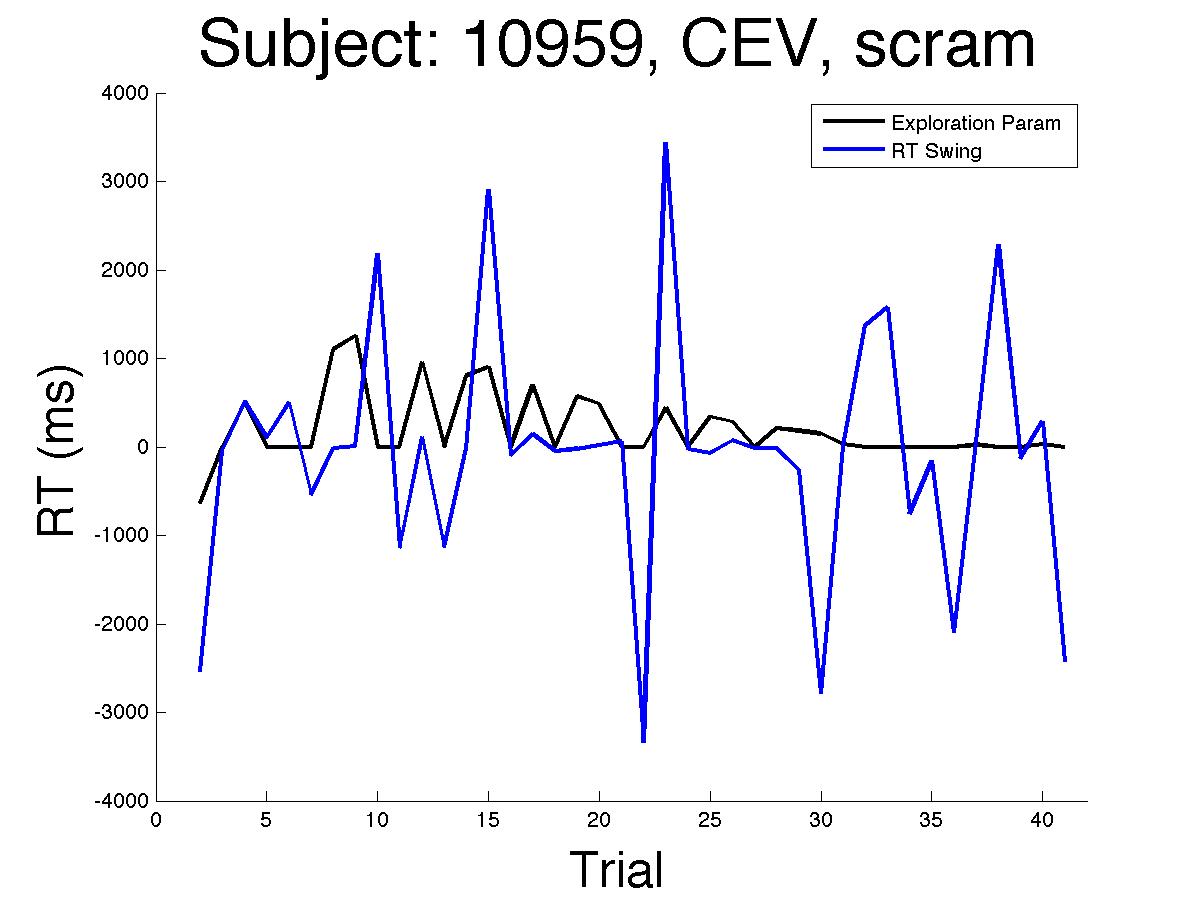 Subject: 10959, CEV, scram
4000
3000
2000
1000
0
-1000
-2000
-3000
-4000
RT (ms)
Exploration Param
RT Swing
0 5 10 15 20 25 30 35 40
Trial